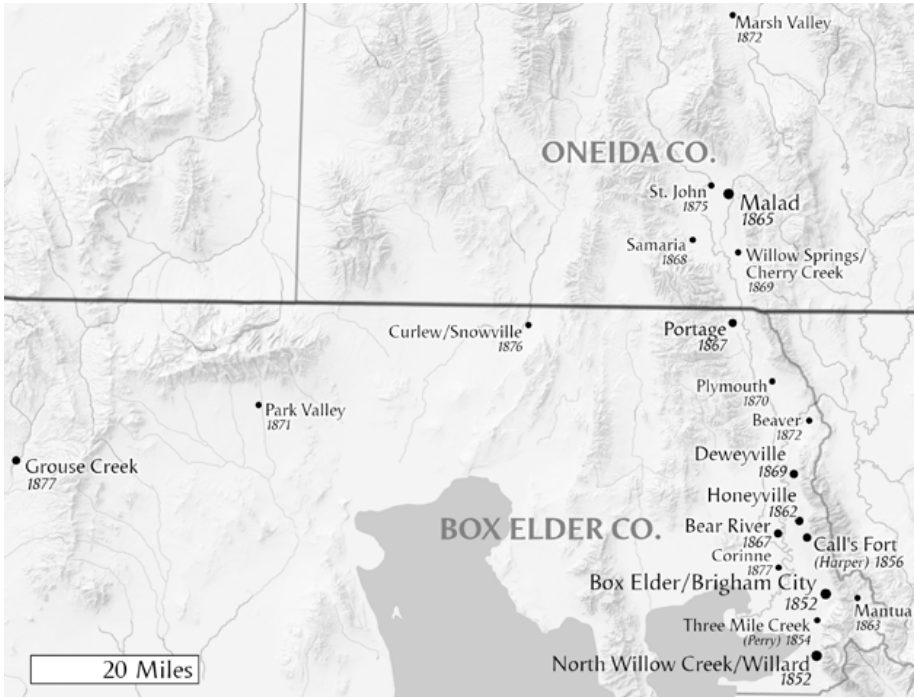 Marsh Valley
1872
ONEIDA CO.
St. John
1875
Malad
1865
Samaria
1868
Willow Springs/
Cherry Creek
1869
Curlew/Snowville
1876
Portage
1867
Plymouth
1870
Park Valley
1871
Beaver
1872
Grouse Creek
1877
Deweyville
1869
Honeyville
1862
BOX ELDER CO.
Bear River
1867
Call's Fort
(Harper) 1856
Corinne
1877
Box Elder/Brigham City
1852
Mantua
1863
Three Mile Creek
(Perry) 1854
North Willow Creek/Willard
1852
20 Miles